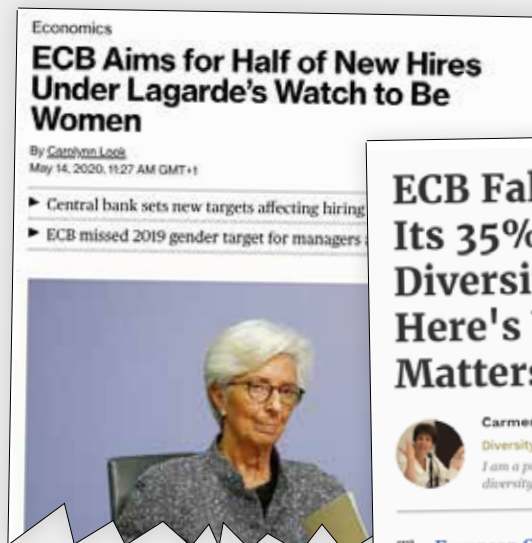 Economics
ECB Aims for Half of New Hires
Under Lagarde's Watch to Be
Women
By Carolynn Look
May 14, 2020, 11:27 AM GMT+1
► Central bank sets new targets affecting hiring
► ECB missed 2019 gender target for managers
ECB Fal
Its 35%
Diversi
Here's
Matters
Carme
Diversity
I am a p
diversity